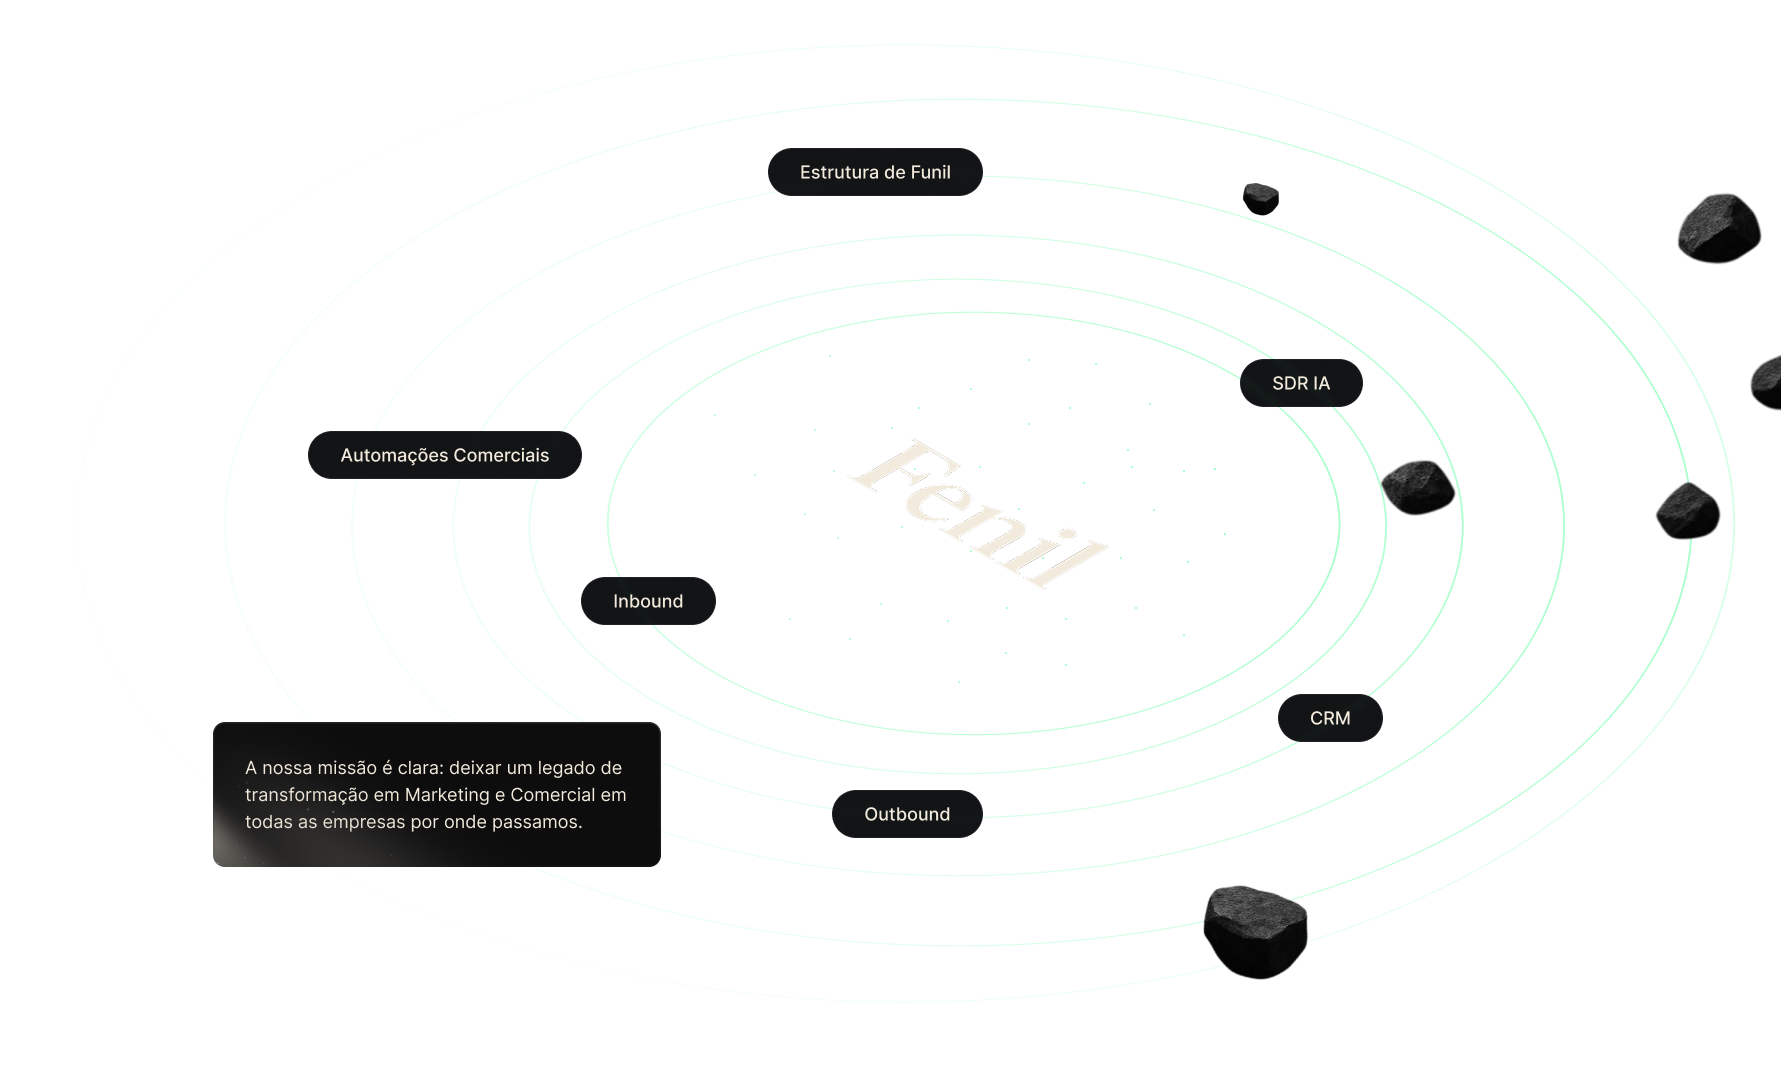 Estrutura de Funil
SDR IA
Automações Comerciais
Fenil
Inbound
CRM
A nossa missão é clara: deixar um legado de
transformação em Marketing e Comercial em
todas as empresas por onde passamos.
Outbound